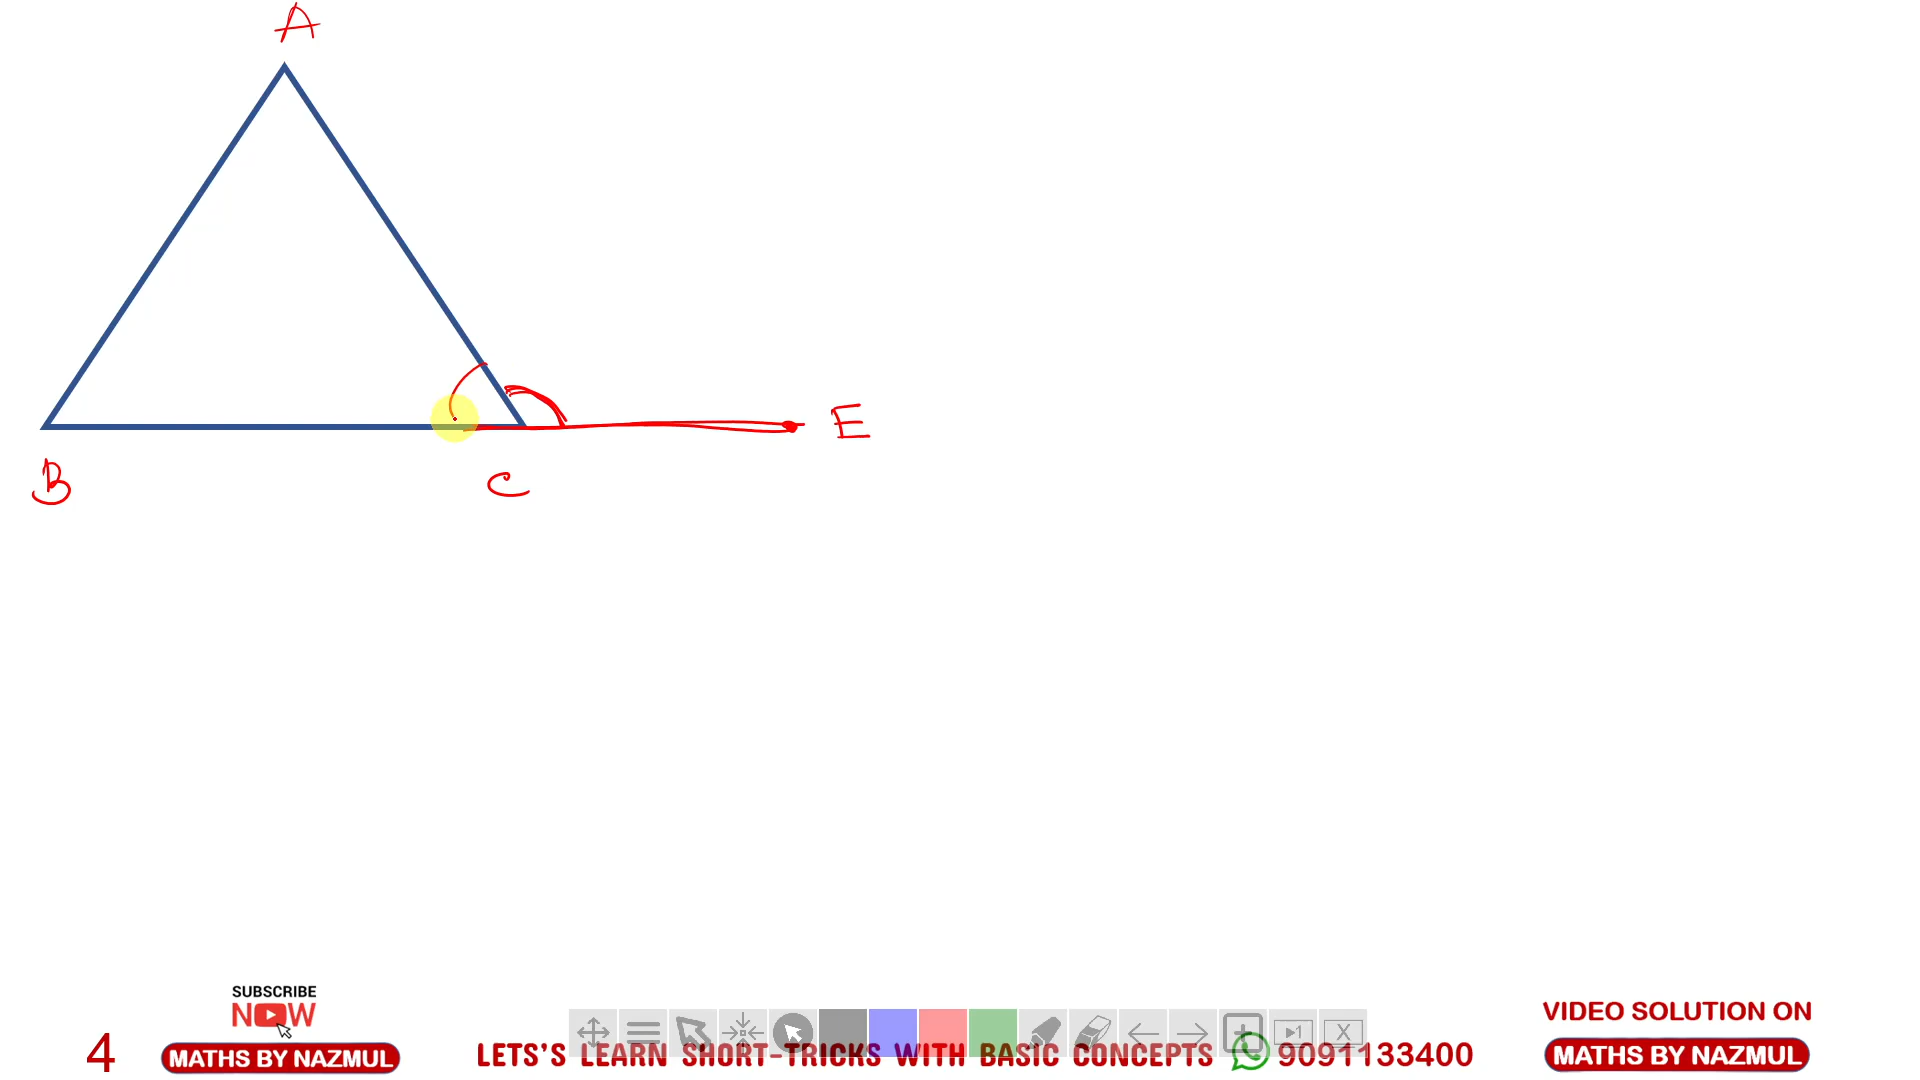 A
E
B
C
SUBSCRIBE
NOW
4
MATHS BY NAZMUL
LETS'S LEARN SHORT-TRICKS WITH BASIC CONCEPTS 9091133400
VIDEO SOLUTION ON
MATHS BY NAZMUL
1
X